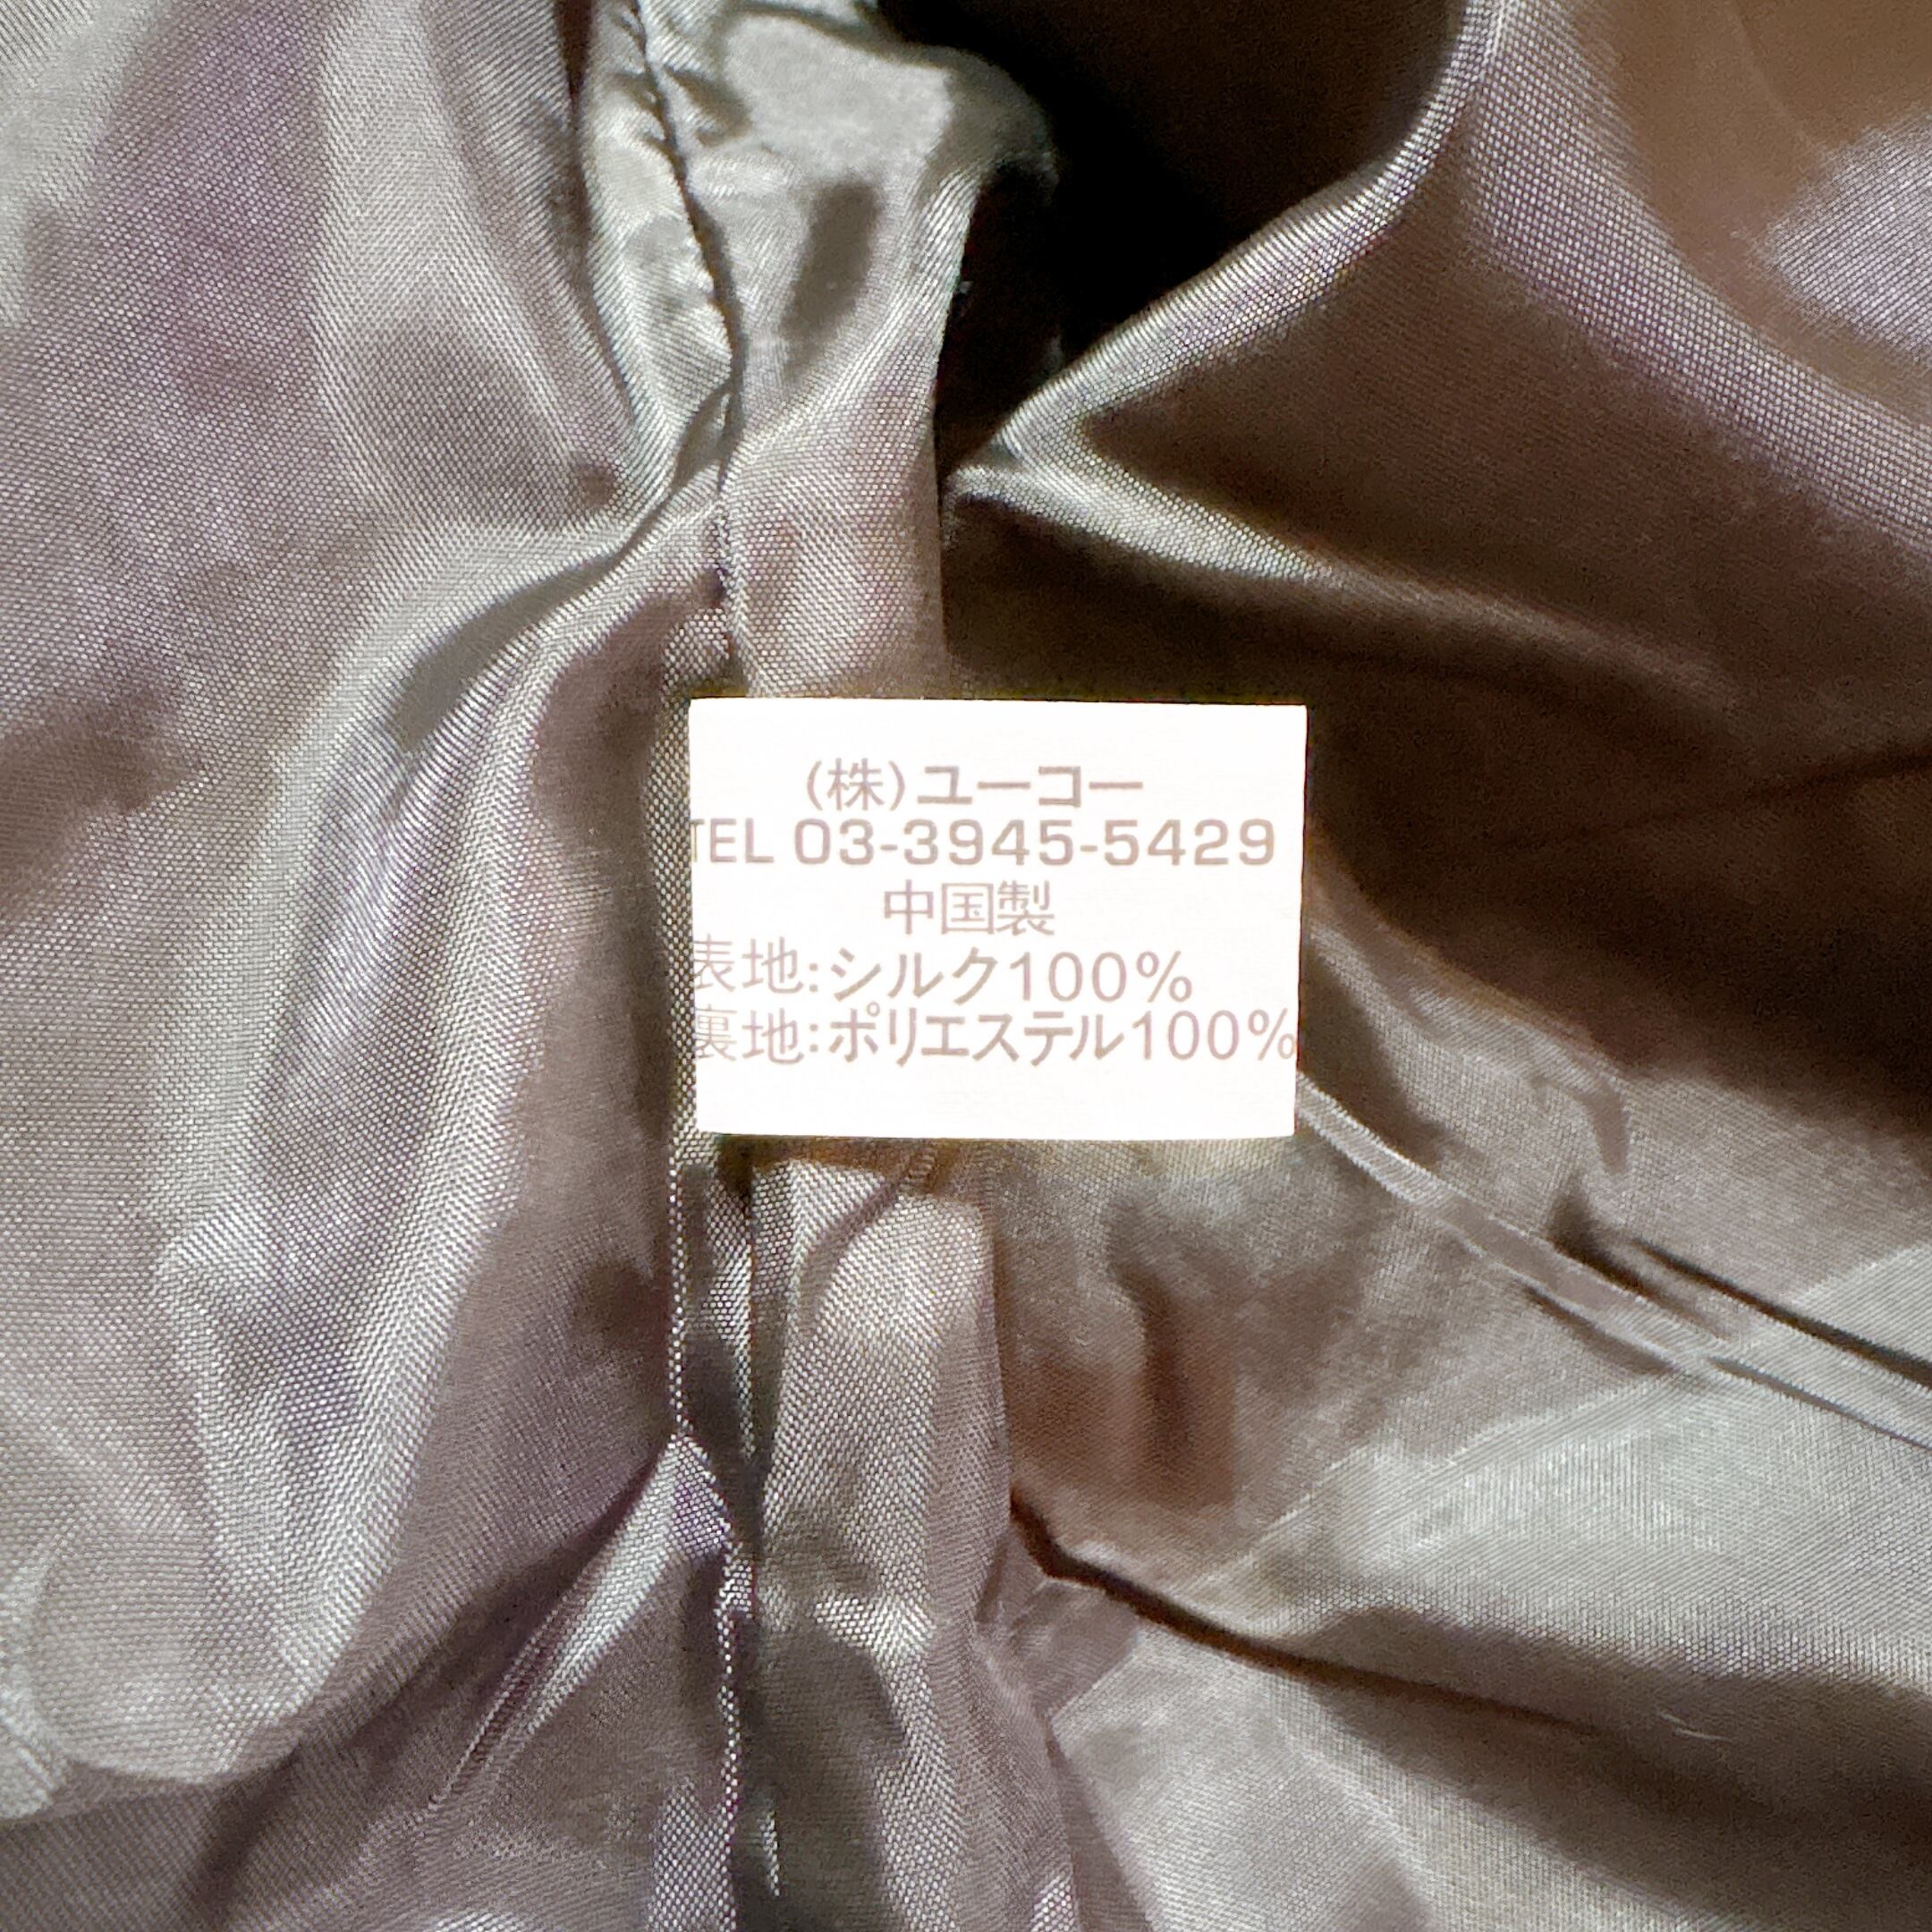 (株)ユーコー
TEL 03-3945-5429
中国製
表地:シルク100%
裏地:ポリエステル100%